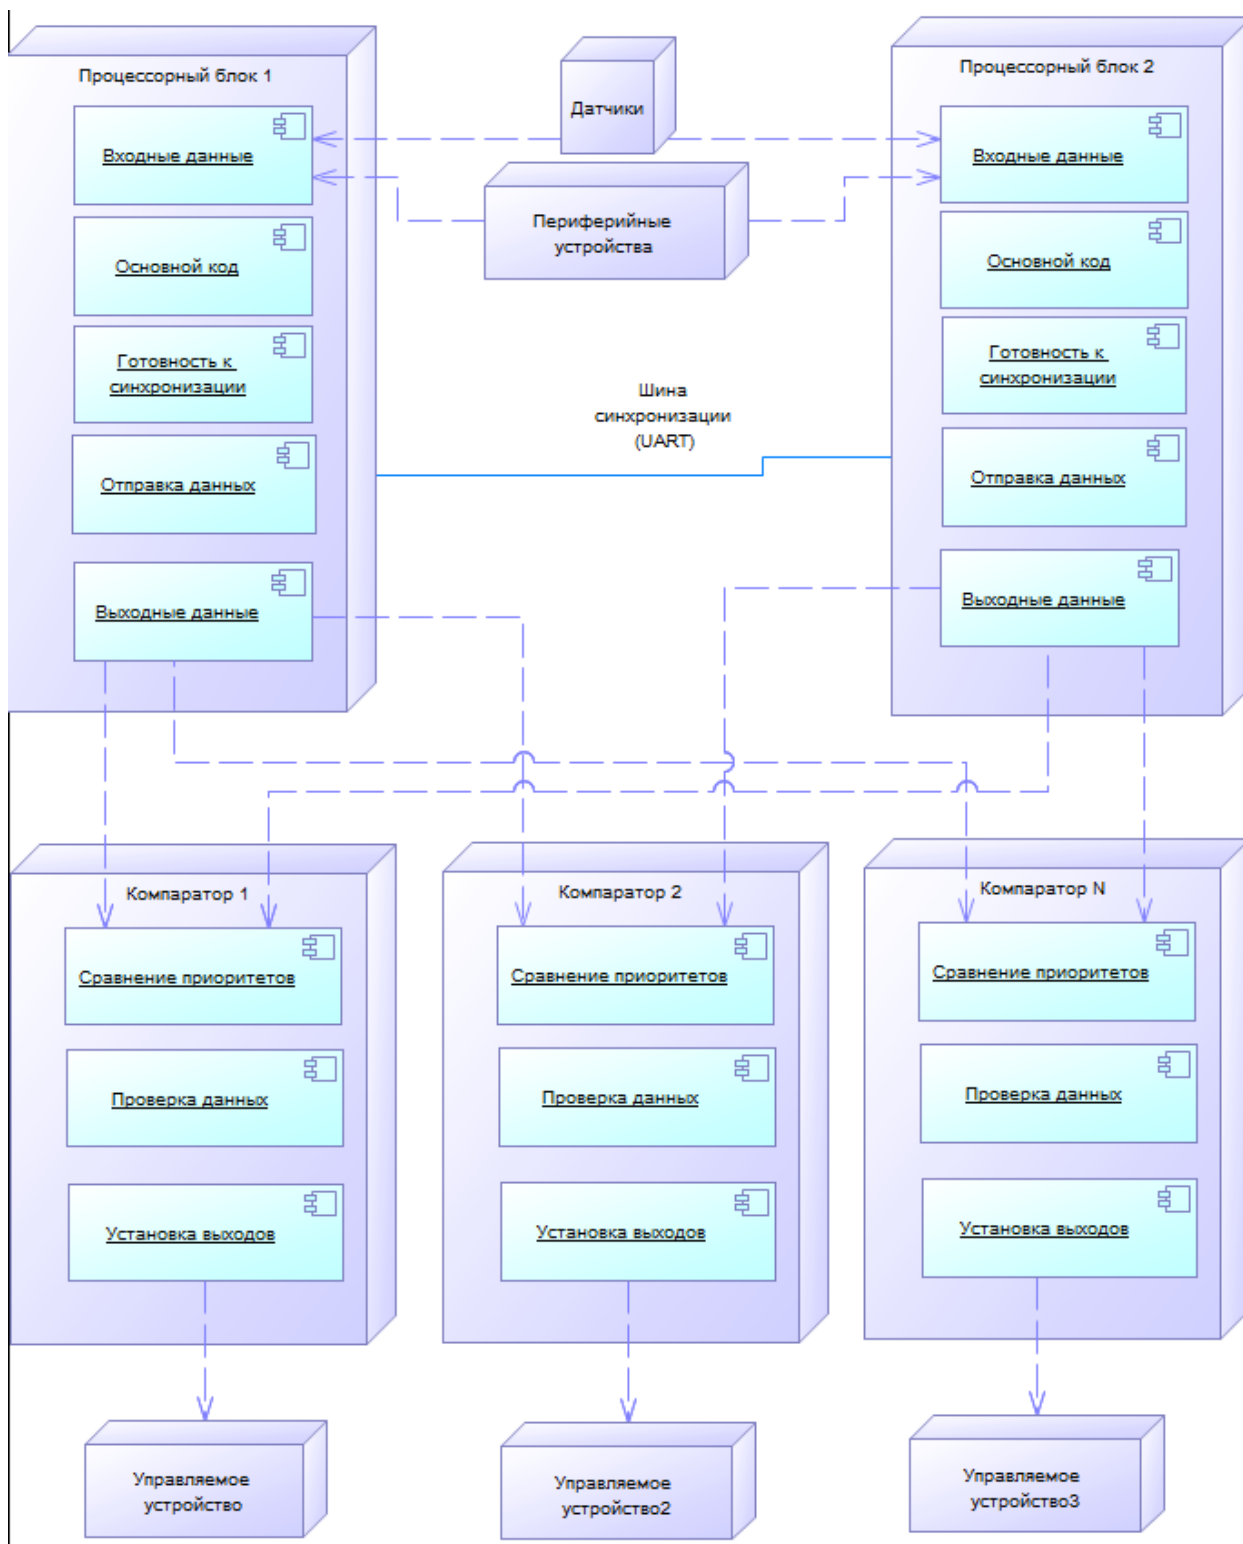 Процессорный блок 1
Входные данные
Основной код
Готовность к
синхронизации
Отправка данных
Выходные данные
Датчики
Периферийные
устройства
Шина
синхронизации
(UART)
Процессорный блок 2
Входные данные
Основной код
Готовность к
синхронизации
Отправка данных
Выходные данные
Компаратор 1
Сравнение приоритетов
Проверка данных
Установка выходов
Компаратор 2
Сравнение приоритетов
Проверка данных
Установка выходов
Компаратор N
Сравнение приоритетов
Проверка данных
Установка выходов
Управляемое
устройство
Управляемое
устройство2
Управляемое
устройство3